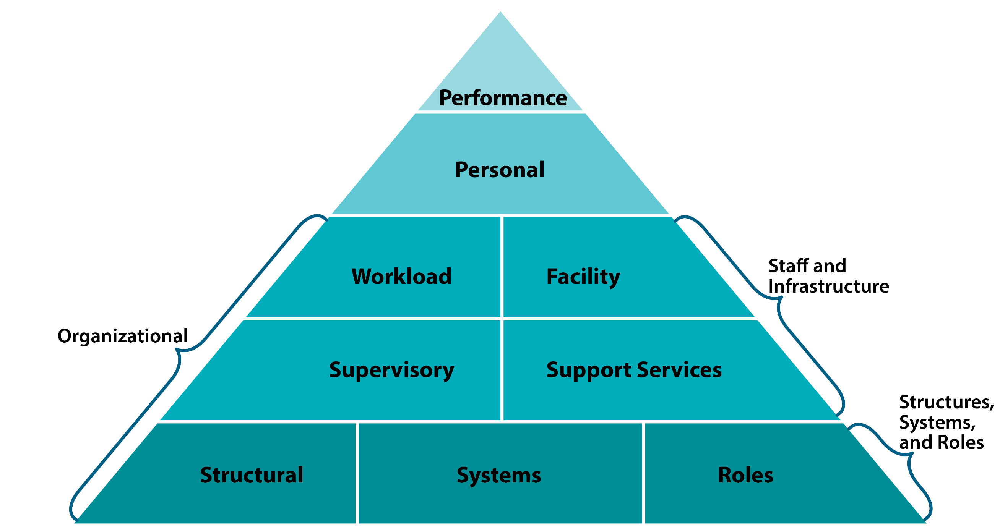 Performance
Personal
Workload
Facility
Staff and
Infrastructure
Organizational
Supervisory
Support Services
Structures,
Systems,
and Roles
Structural
Systems
Roles